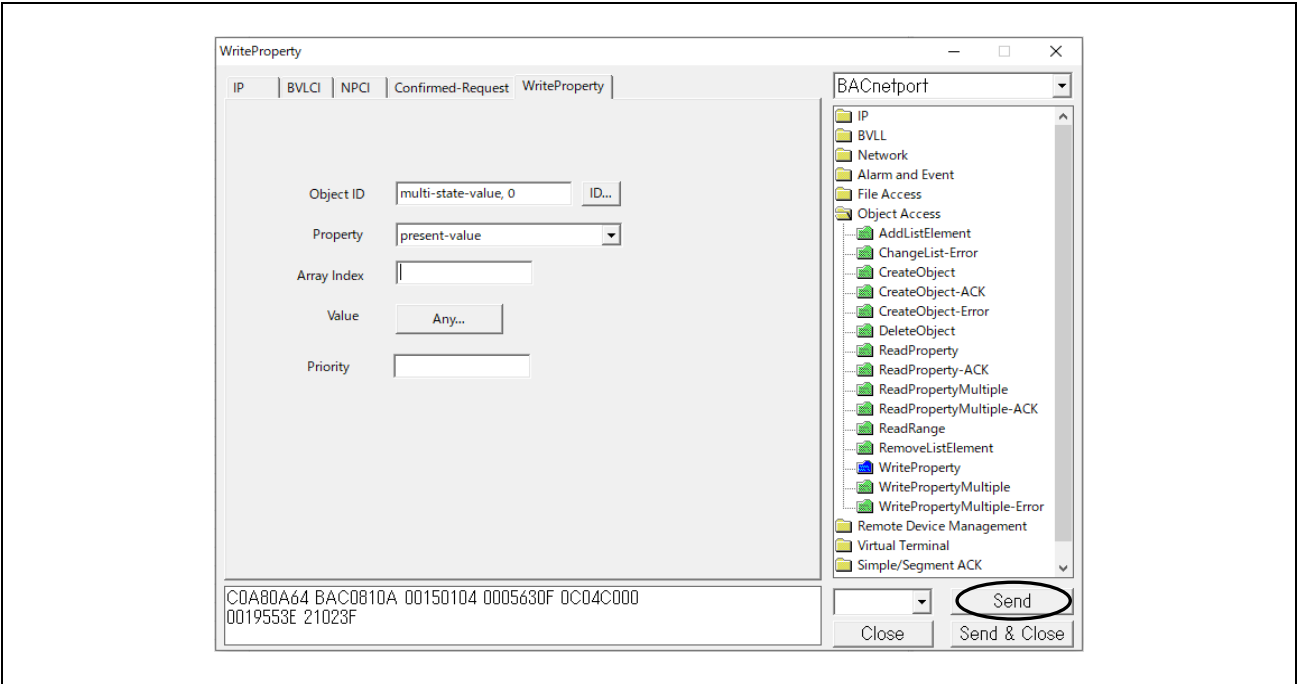 WriteProperty
IP BVLCI NPCI Confirmed-Request WriteProperty
Object ID multi-state-value, 0 ID...
Property present-value
Array Index
Value Any...
Priority
C0A80A64 BAC0810A 00150104 0005630F 0C04C000
0019553E 21023F
BACnetport
IP
BVLL
Network
Alarm and Event
File Access
Object Access
AddListElement
ChangeList-Error
CreateObject
CreateObject-ACK
CreateObject-Error
DeleteObject
ReadProperty
ReadProperty-ACK
ReadPropertyMultiple
ReadPropertyMultiple-ACK
ReadRange
RemoveListElement
WriteProperty
WritePropertyMultiple
WritePropertyMultiple-Error
Remote Device Management
Virtual Terminal
Simple/Segment ACK
Send
Close Send & Close